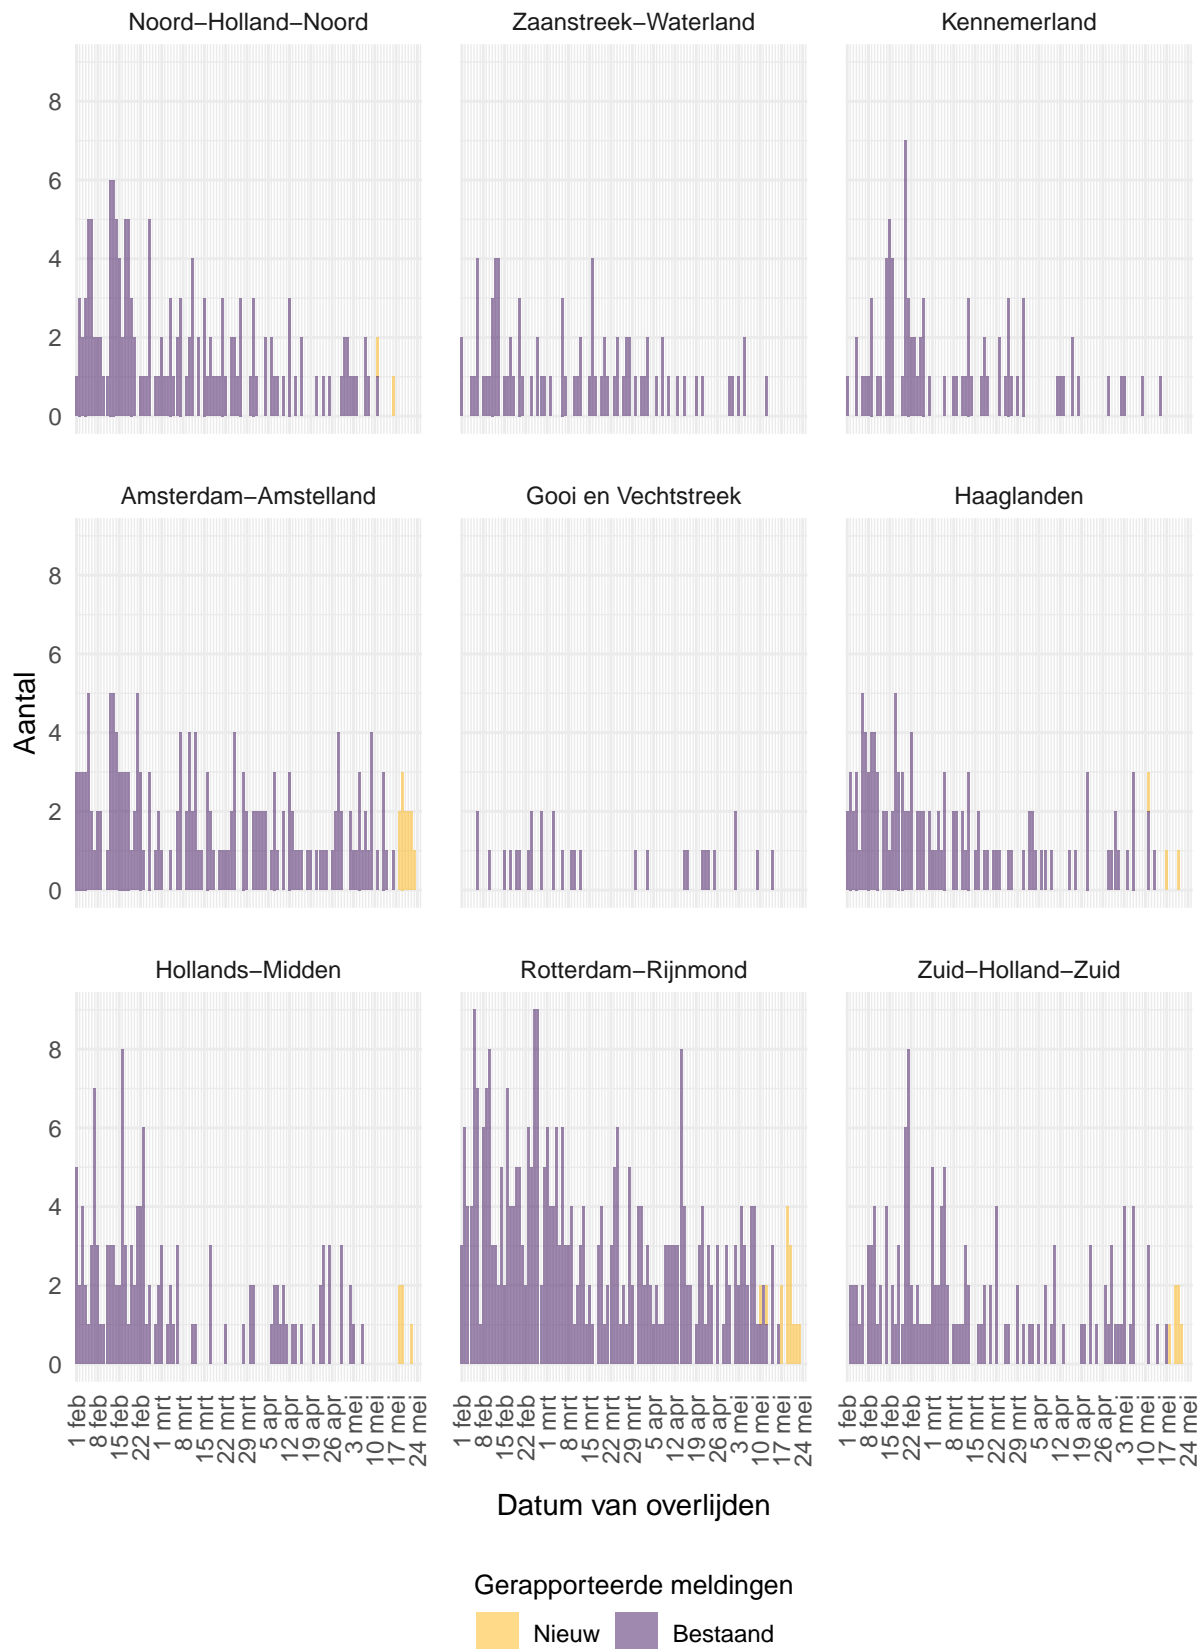 Noord−Holland−Noord
Zaanstreek−Waterland
Kennemerland
8
6
4
2
0
Amsterdam−Amstelland
Gooi en Vechtstreek
Haaglanden
8
6
4
2
0
Aantal
Hollands−Midden
Rotterdam−Rijnmond
Zuid−Holland−Zuid
8
6
4
2
0
1 feb
8 feb
15 feb
22 feb
1 mrt
8 mrt
15 mrt
22 mrt
29 mrt
5 apr
12 apr
19 apr
26 apr
3 mei
10 mei
17 mei
24 mei
1 feb
8 feb
15 feb
22 feb
1 mrt
8 mrt
15 mrt
22 mrt
29 mrt
5 apr
12 apr
19 apr
26 apr
3 mei
10 mei
17 mei
24 mei
1 feb
8 feb
15 feb
22 feb
1 mrt
8 mrt
15 mrt
22 mrt
29 mrt
5 apr
12 apr
19 apr
26 apr
3 mei
10 mei
17 mei
24 mei
Datum van overlijden
Gerapporteerde meldingen
Nieuw
Bestaand